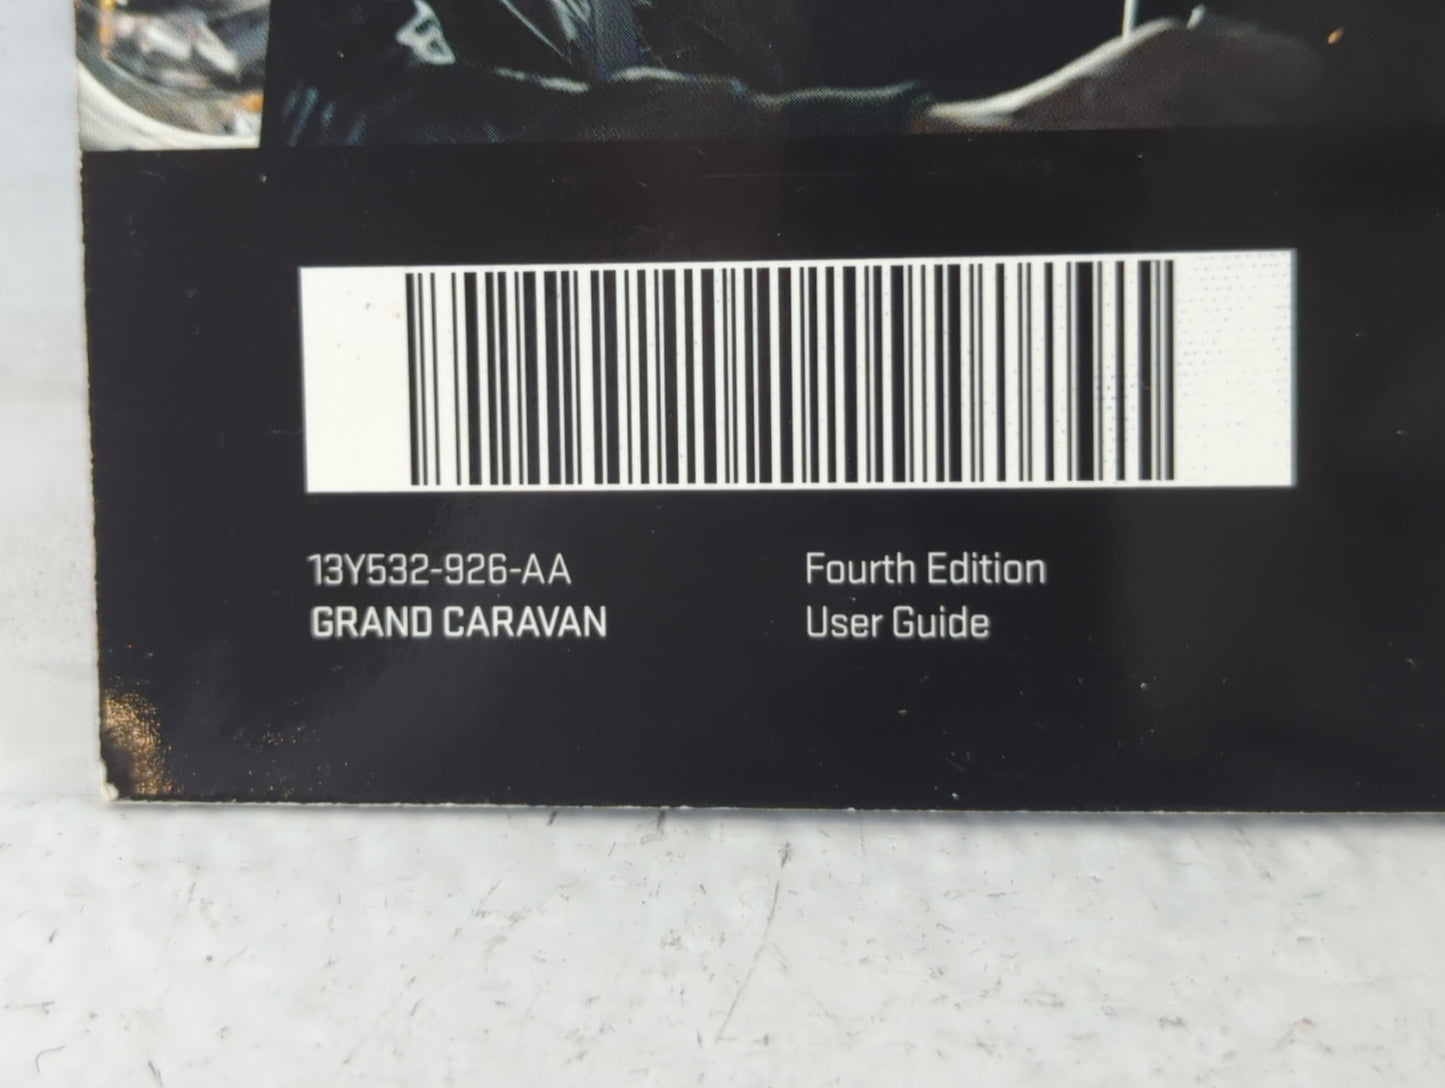 13Y532-926-AA
GRAND CARAVAN
Fourth Edition
User Guide